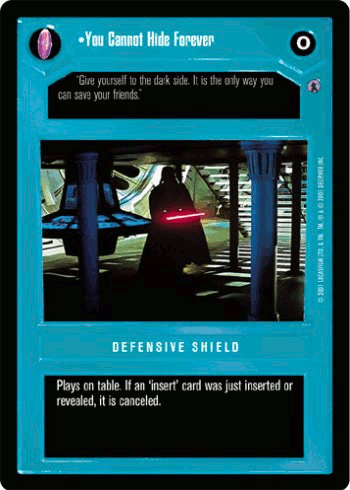 •You Cannot Hide Forever
0
"Give yourself to the dark side. It is the only way you
can save your friends."
© 2001 LUCASFILM LTD. & TM. TM, ® & © 2001 DECIPHER INC.
DEFENSIVE SHIELD
Plays on table. If an 'insert' card was just inserted or
revealed, it is canceled.